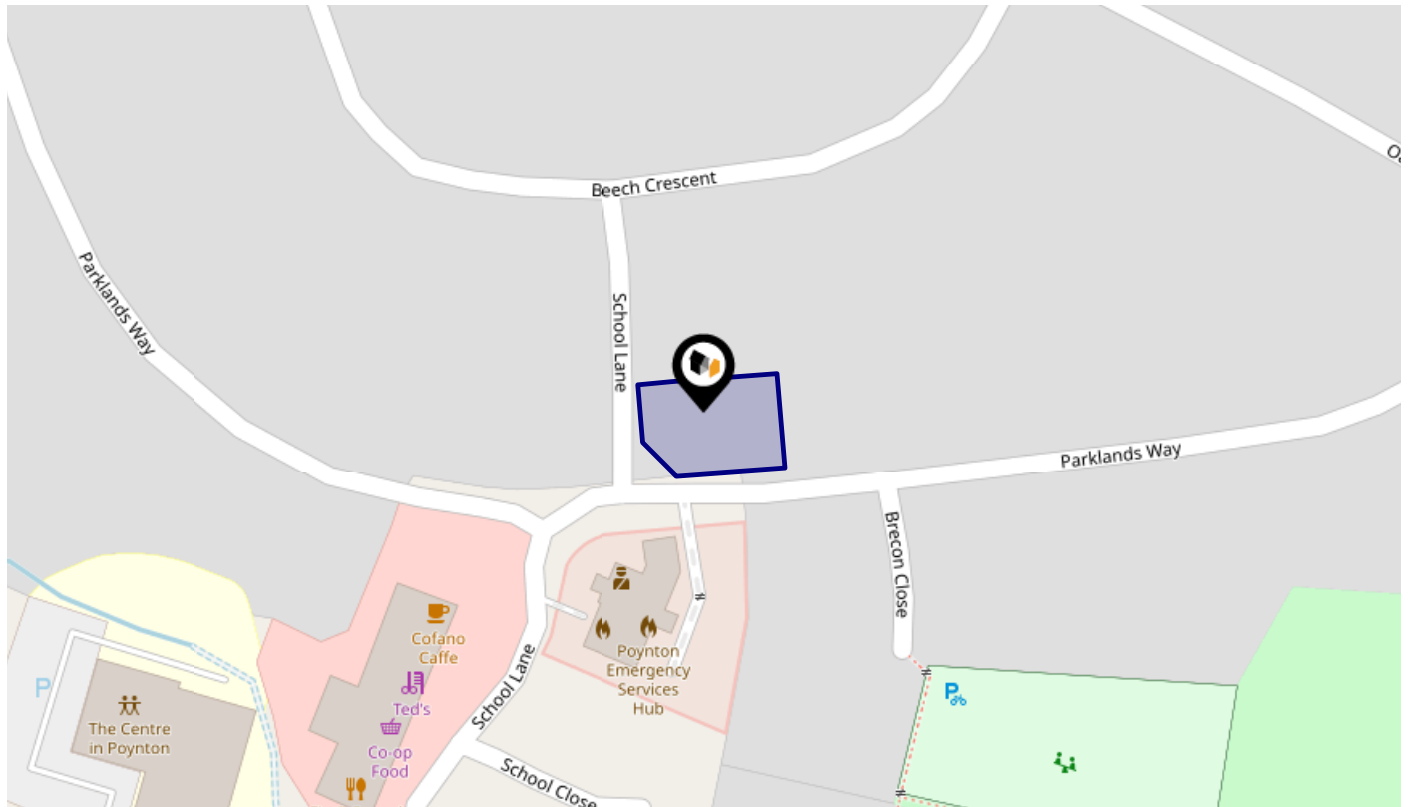 Beech Crescent
Parklands Way
School Lane
Parklands Way
Brecon Close
Cofano
Caffe
Ted's
Co-op
Food
School Lane
Poynton
Emergency
Services
Hub
P
The Centre
in Poynton
School Close
P